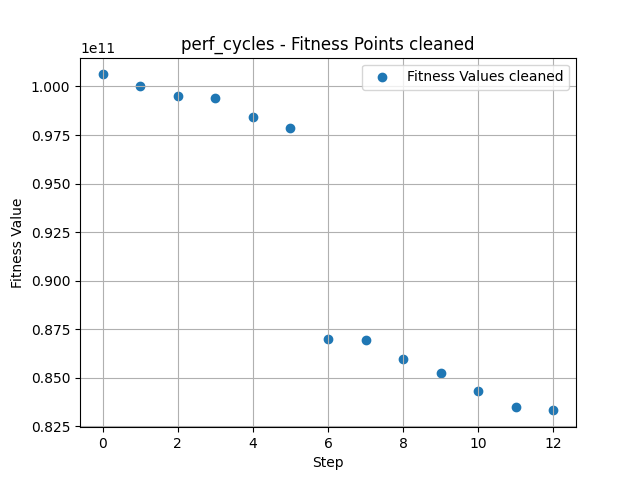 perf_cycles - Fitness Points cleaned
1e11
Fitness Values cleaned
1.000
0.975
0.950
0.925
0.900
0.875
0.850
0.825
Fitness Value
0 2 4 6 8 10 12
Step